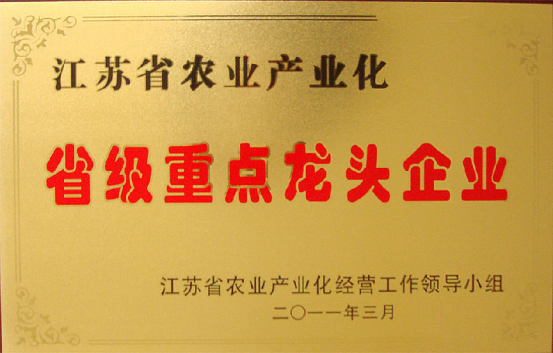 江苏省农业产业化
省级重点龙头企业
江苏省农业产业化经营工作领导小组
二〇一一年三月